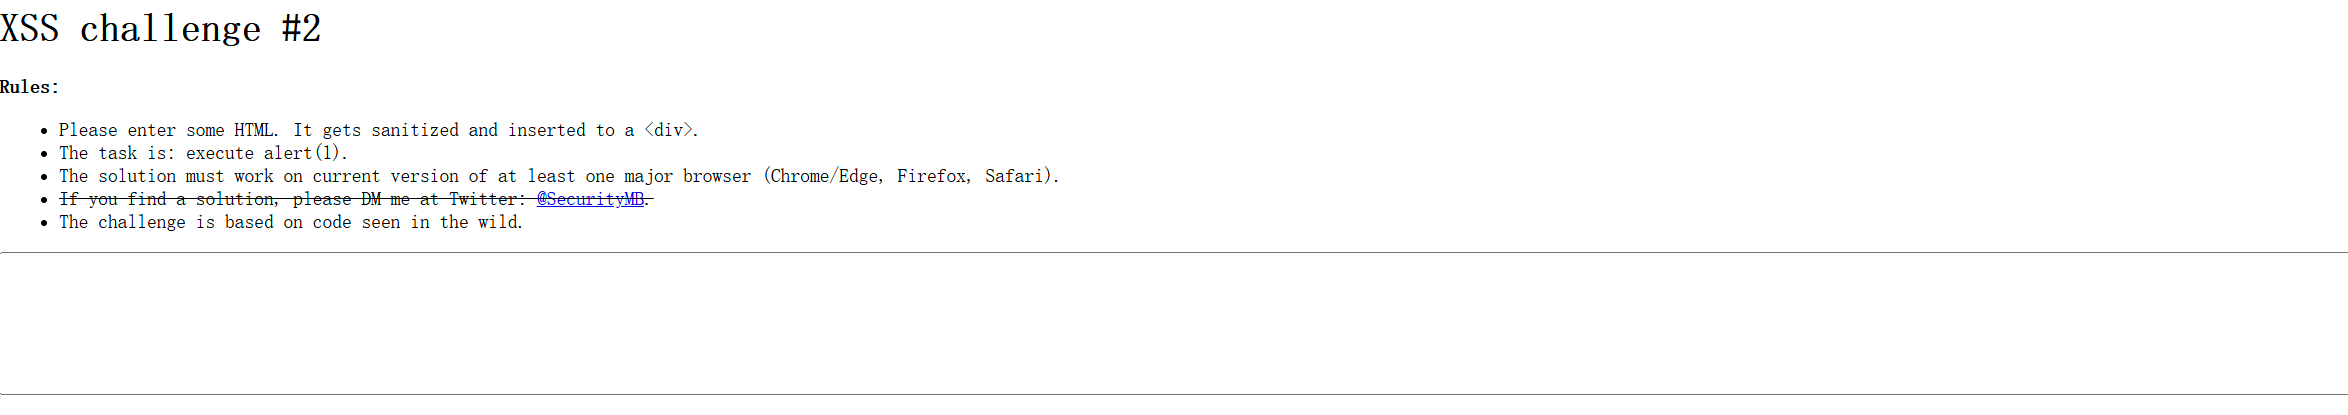 XSS challenge #2
Rules:
Please enter some HTML. It gets sanitized and inserted to a <div>.
The task is: execute alert(1).
The solution must work on current version of at least one major browser (Chrome/Edge, Firefox, Safari).
If you find a solution, please DM me at Twitter: @SecurityMB.
The challenge is based on code seen in the wild.